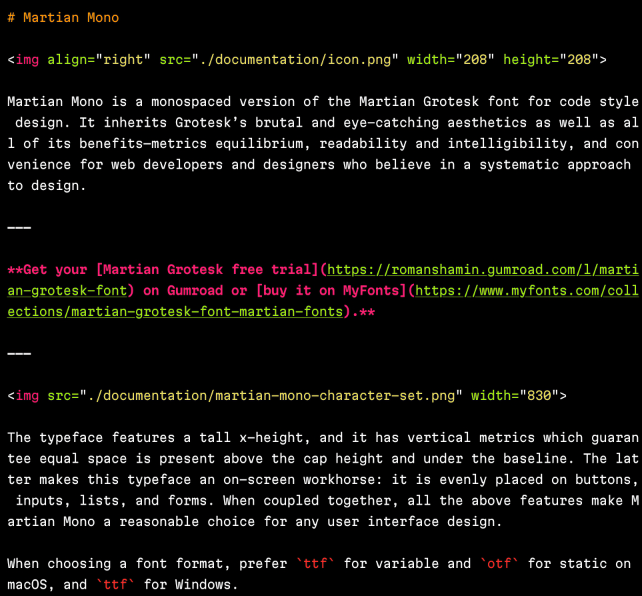 # Martian Mono
<img align="right" src="./documentation/icon.png" width="208" height="208">
Martian Mono is a monospaced version of the Martian Grotesk font for code style
design. It inherits Grotesk’s brutal and eye-catching aesthetics as well as al
l of its benefits—metrics equilibrium, readability and intelligibility, and con
venience for web developers and designers who believe in a systematic approach
to design.
---
**Get your [Martian Grotesk free trial](https://romanshamin.gumroad.com/l/marti
an-grotesk-font) on Gumroad or [buy it on MyFonts](https://www.myfonts.com/coll
ections/martian-grotesk-font-martian-fonts).**
---
<img src="./documentation/martian-mono-character-set.png" width="830">
The typeface features a tall x-height, and it has vertical metrics which guaran
tee equal space is present above the cap height and under the baseline. The lat
ter makes this typeface an on-screen workhorse: it is evenly placed on buttons,
inputs, lists, and forms. When coupled together, all the above features make M
artian Mono a reasonable choice for any user interface design.
When choosing a font format, prefer `ttf` for variable and `otf` for static on
macOS, and `ttf` for Windows.